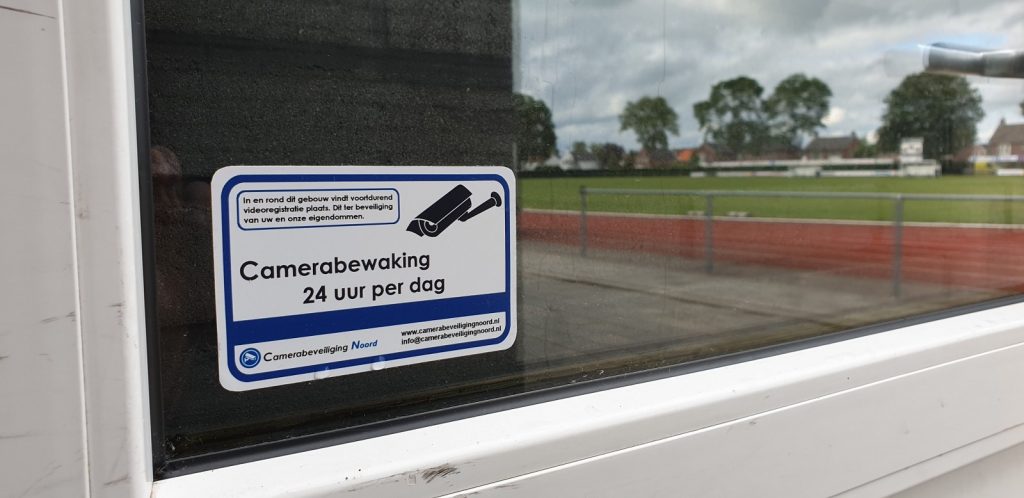 In en rond dit gebouw vindt voortdurend
videoregistratie plaats. Dit ter beveiliging
van uw en onze eigendommen.
Camerabewaking
24 uur per dag
Camerabeveiliging Noord
www.camerabeveiligingnoord.nl
info@camerabeveiligingnoord.nl